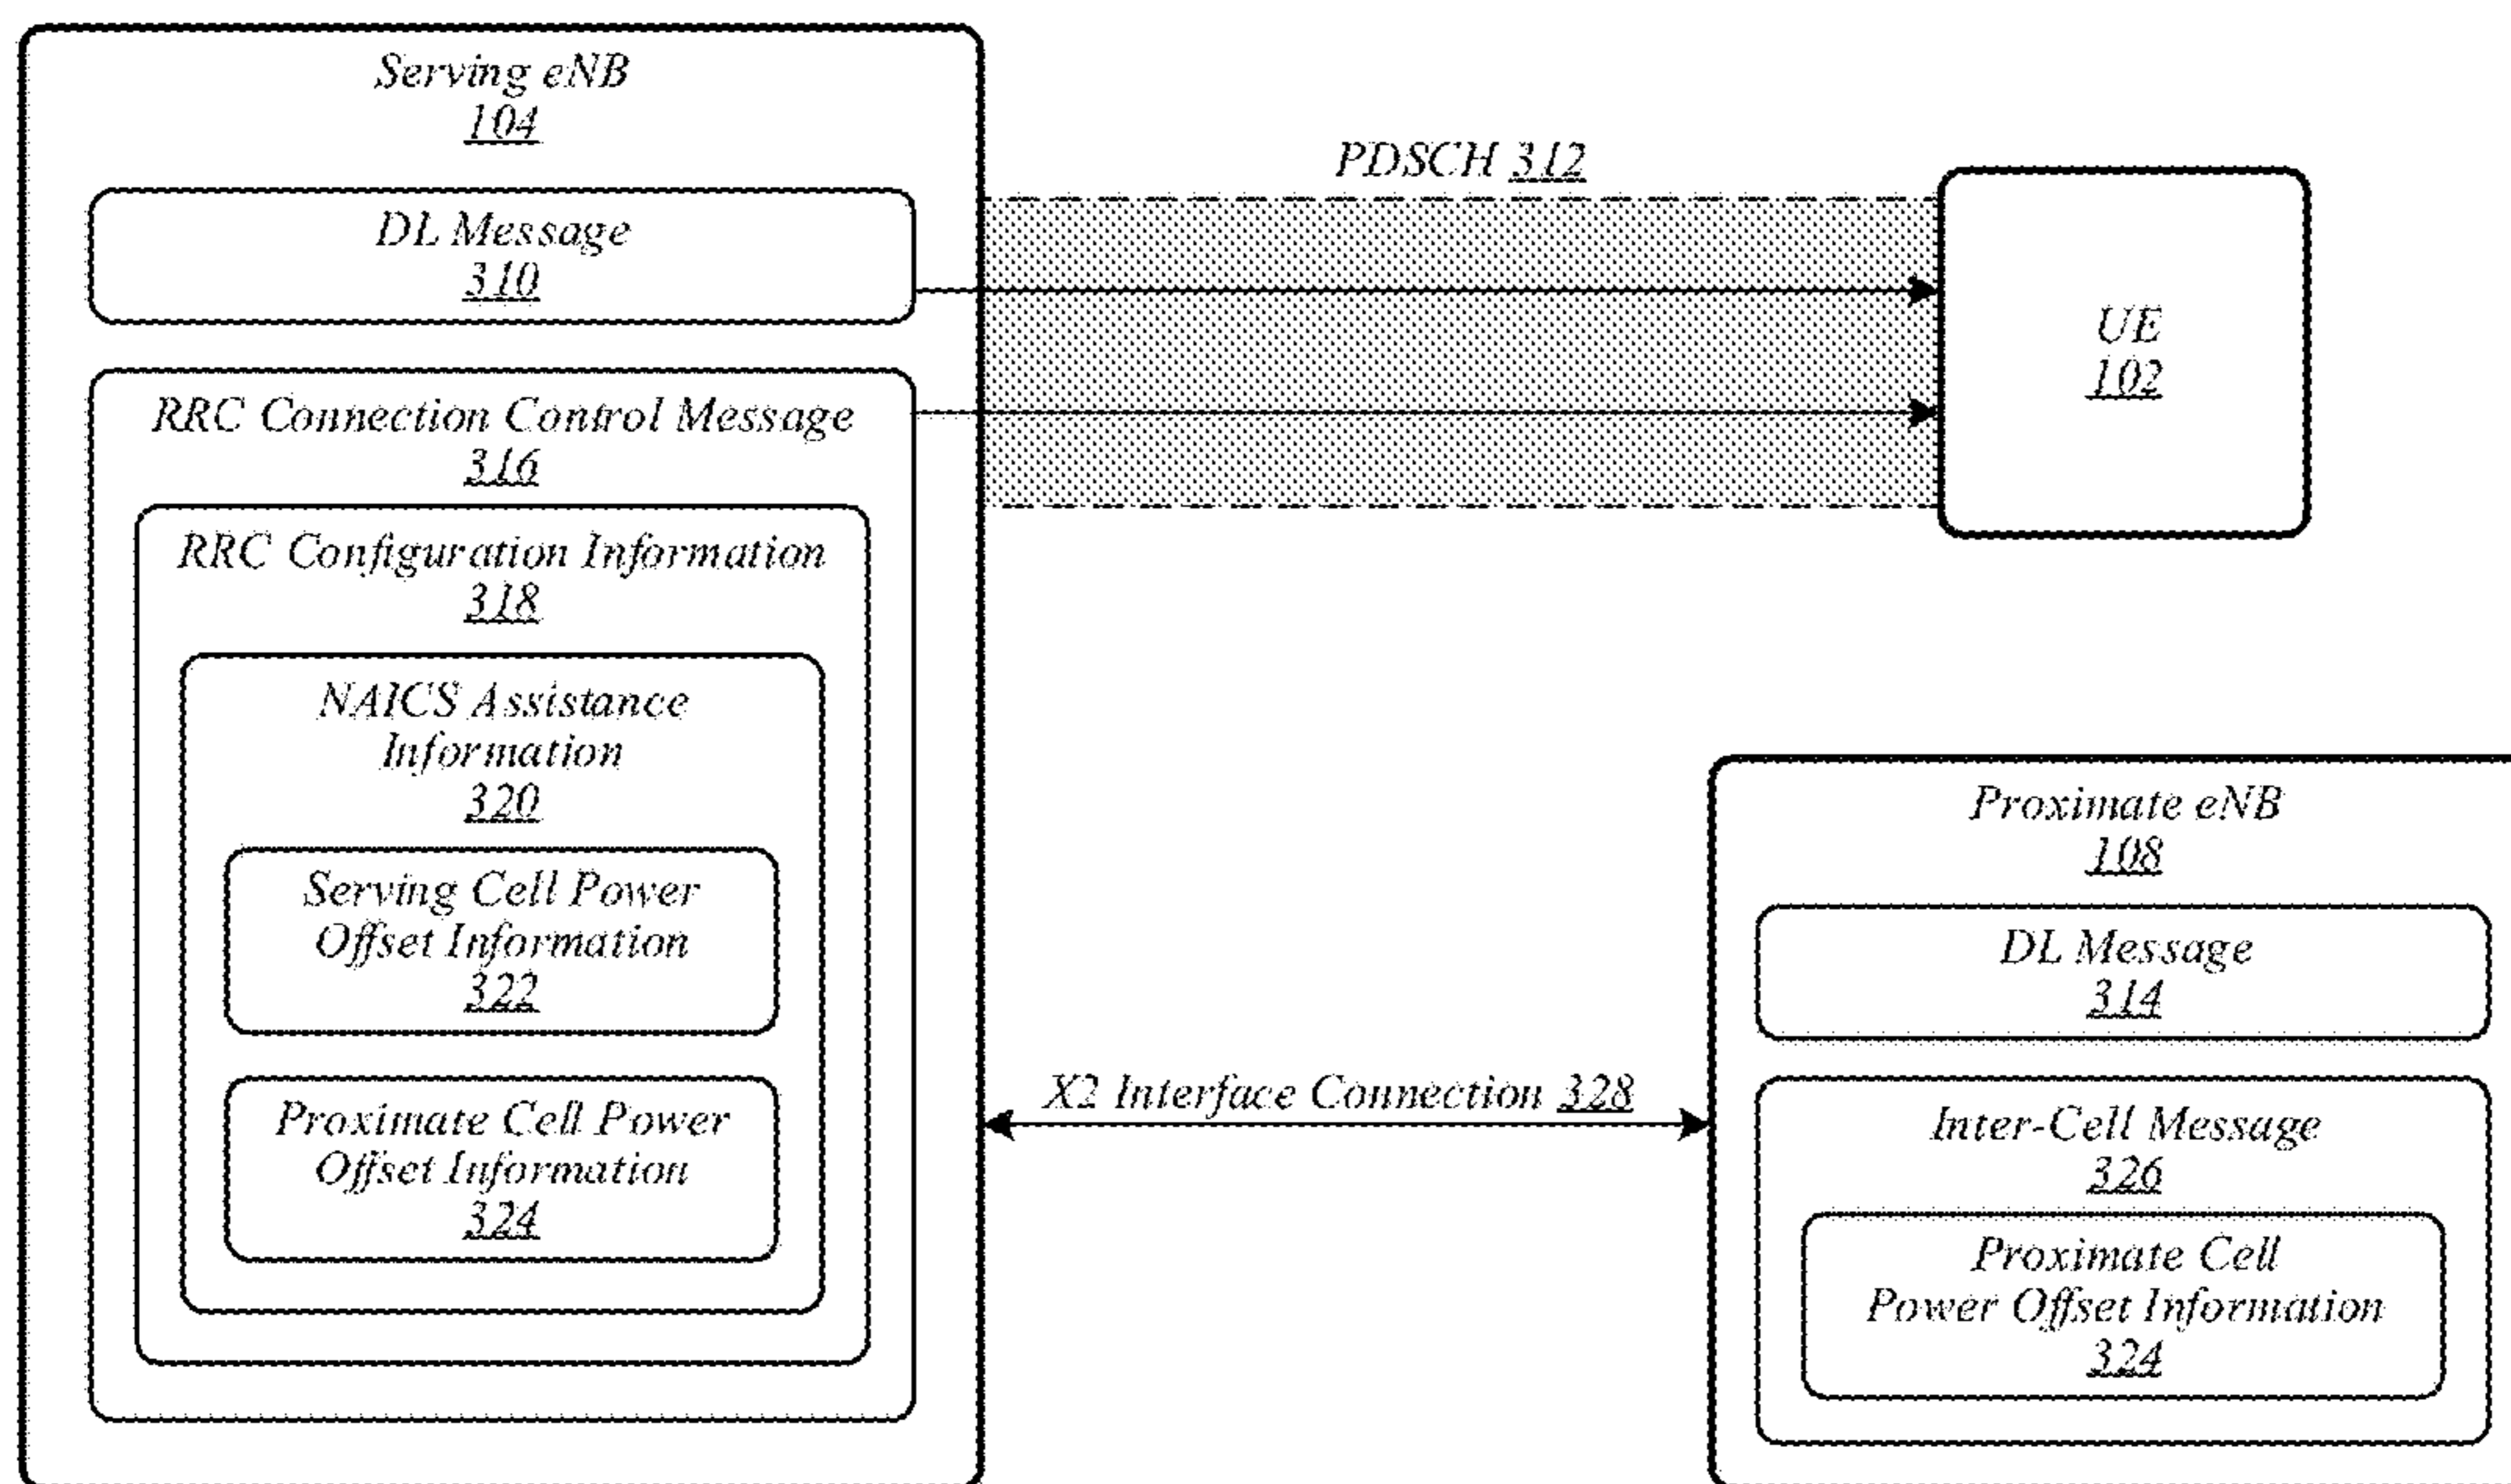 Serving eNB
104
DL Message
310
RRC Connection Control Message
316
RRC Configuration Information
318
NAICS Assistance
Information
320
Serving Cell Power
Offset Information
322
Proximate Cell Power
Offset Information
324
PDSCH 312
UE
102
X2 Interface Connection 328
Proximate eNB
108
DL Message
314
Inter-Cell Message
326
Proximate Cell
Power Offset Information
324